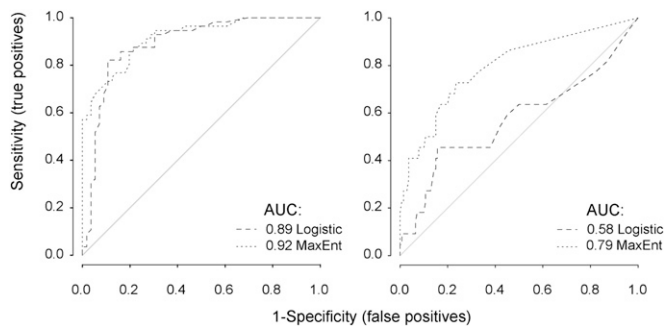 Sensitivity (true positives)
1.0
0.8
0.6
0.4
0.2
0.0
AUC:
0.89 Logistic
0.92 MaxEnt
0.0 0.2 0.4 0.6 0.8 1.0
1.0
0.8
0.6
0.4
0.2
0.0
AUC:
0.58 Logistic
0.79 MaxEnt
0.0 0.2 0.4 0.6 0.8 1.0
1-Specificity (false positives)